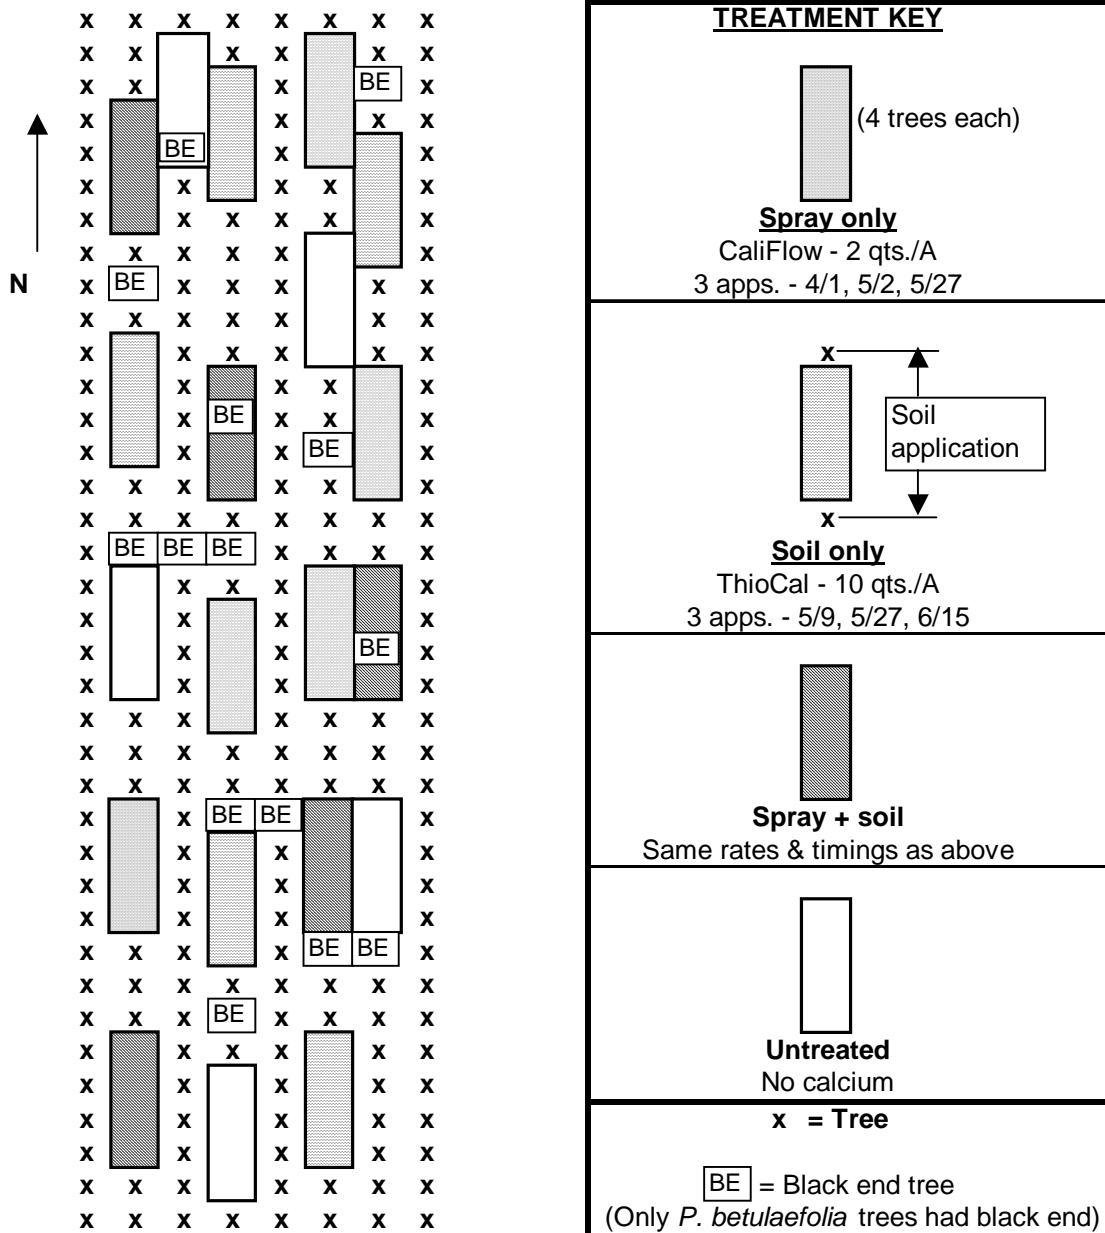 x x x x x x x x
x x x x x x
x x x BE x
x x x x
x BE x x
x x x x x
x x x x x x
x x x x x x
N
x BE x x x x x
x x x x x x x
x x x x x x
x x x x x
x x BE x x x
x x x BE x
x x x x x x
x x x x x x x x
x BE BE BE x x x x
x x x x x
x x x x
x x x BE x
x x x x
x x x x x x x
x x x x x x x x
x x x x x x x x
x x BE BE x
x x x x
x x x x
x x x x
x x x x BE BE x
x x x x x x x x
x x x BE x x x x
x x x x x x
x x x x x
x x x x x
x x x x x
x x x x x x x
x x x x x x x x
TREATMENT KEY
(4 trees each)
Spray only
CaliFlow - 2 qts./A
3 apps. - 4/1, 5/2, 5/27
x
Soil
application
x
Soil only
ThioCal - 10 qts./A
3 apps. - 5/9, 5/27, 6/15
Spray + soil
Same rates & timings as above
Untreated
No calcium
x = Tree
BE = Black end tree
(Only P. betulaefolia trees had black end)